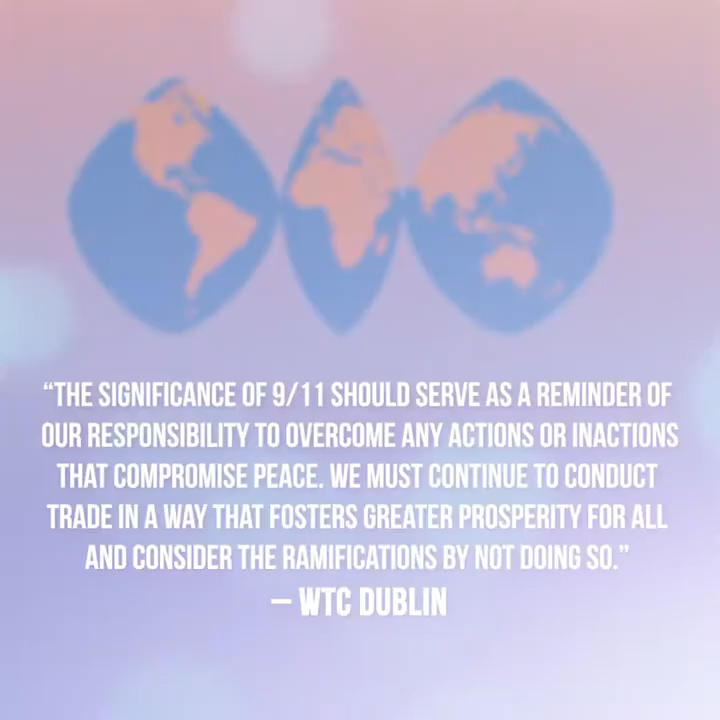 “THE SIGNIFICANCE OF 9/11 SHOULD SERVE AS A REMINDER OF
OUR RESPONSIBILITY TO OVERCOME ANY ACTIONS OR INACTIONS
THAT COMPROMISE PEACE. WE MUST CONTINUE TO CONDUCT
TRADE IN A WAY THAT FOSTERS GREATER PROSPERITY FOR ALL
AND CONSIDER THE RAMIFICATIONS BY NOT DOING SO.”
– WTC DUBLIN